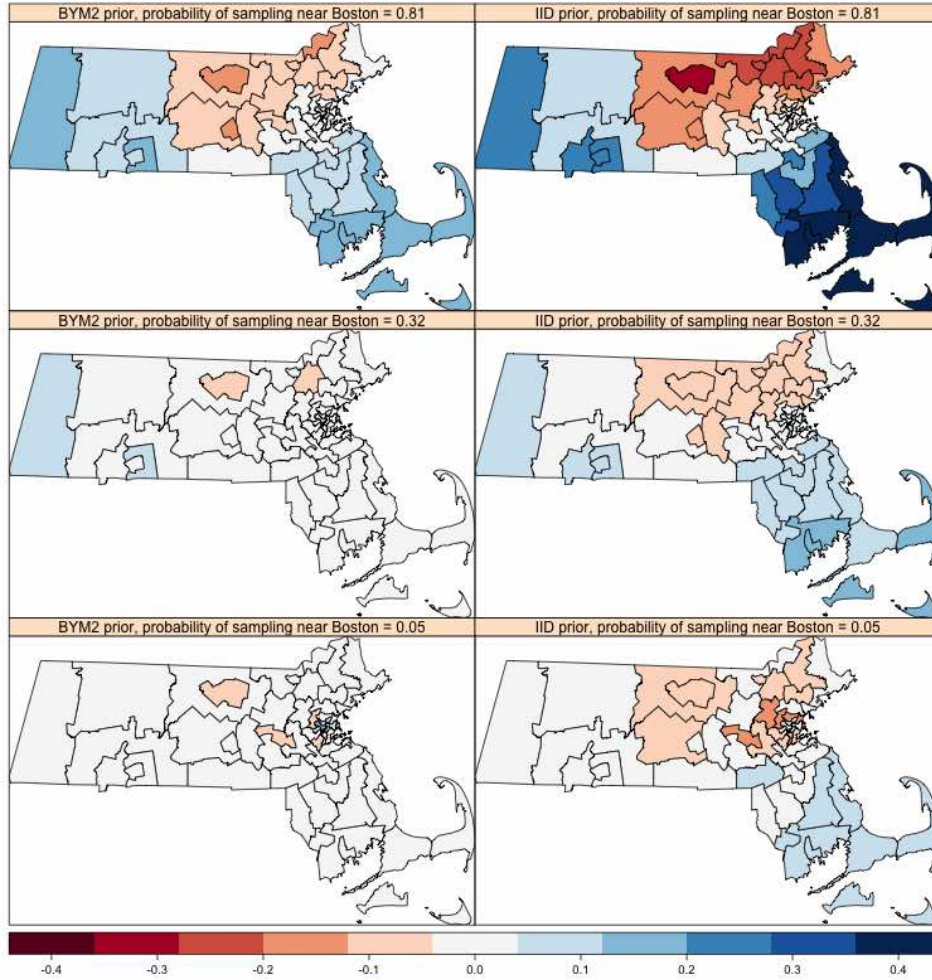 BYM2 prior, probability of sampling near Boston = 0.81
IID prior, probability of sampling near Boston = 0.81
BYM2 prior, probability of sampling near Boston = 0.32
IID prior, probability of sampling near Boston = 0.32
BYM2 prior, probability of sampling near Boston = 0.05
IID prior, probability of sampling near Boston = 0.05
-0.4 -0.3 -0.2 -0.1 0.0 0.1 0.2 0.3 0.4